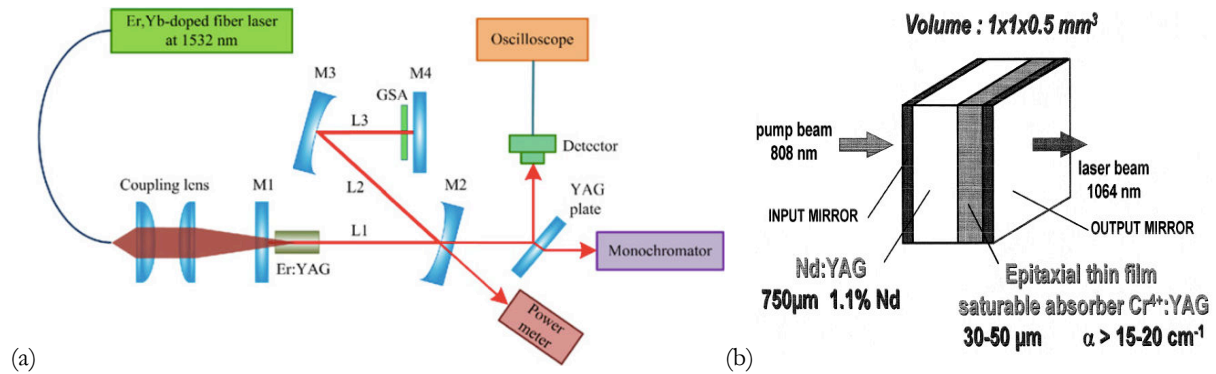 Er,Yb-doped fiber laser
at 1532 nm
Oscilloscope
M3
M4
GSA
L3
Detector
Coupling lens
M1
L2
M2
YAG
plate
L1
Er:YAG
Monochromator
Power
meter
(a)
Volume : 1x1x0.5 mm³
pump beam
808 nm
laser beam
1064 nm
INPUT MIRROR
OUTPUT MIRROR
Nd:YAG
750µm 1.1% Nd
Epitaxial thin film
saturable absorber Cr⁴⁺:YAG
30-50 µm α > 15-20 cm⁻¹
(b)